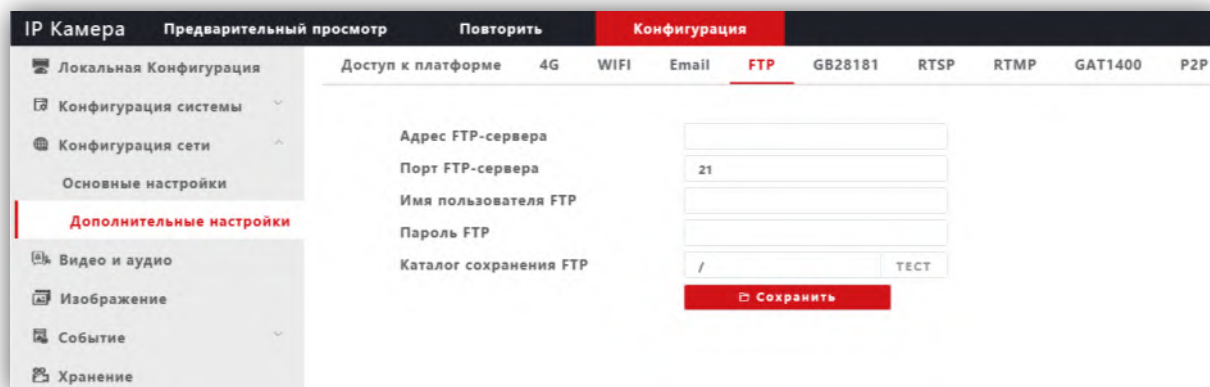 IP Камера Предварительный просмотр Повторить Конфигурация
Локальная Конфигурация
Конфигурация системы
Конфигурация сети
Основные настройки
Дополнительные настройки
Видео и аудио
Изображение
Событие
Хранение
Доступ к платформе 4G WIFI Email FTP GB28181 RTSP RTMP GAT1400 P2P
Адрес FTP-сервера
Порт FTP-сервера 21
Имя пользователя FTP
Пароль FTP
Каталог сохранения FTP / ТЕСТ
Сохранить